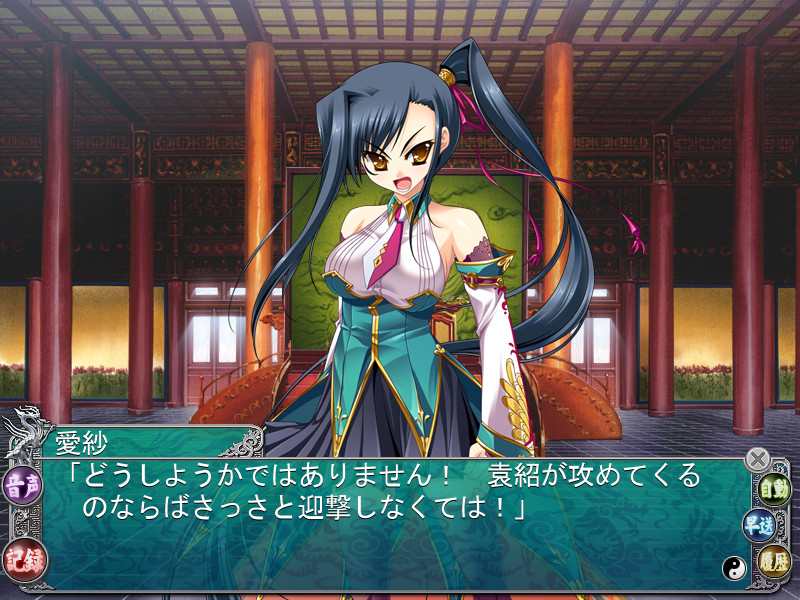 愛紗
「どうしようかではありません！　袁紹が攻めてくる
のならばさっさと迎撃しなくては！」
音声
記録
自動
早送
履歴